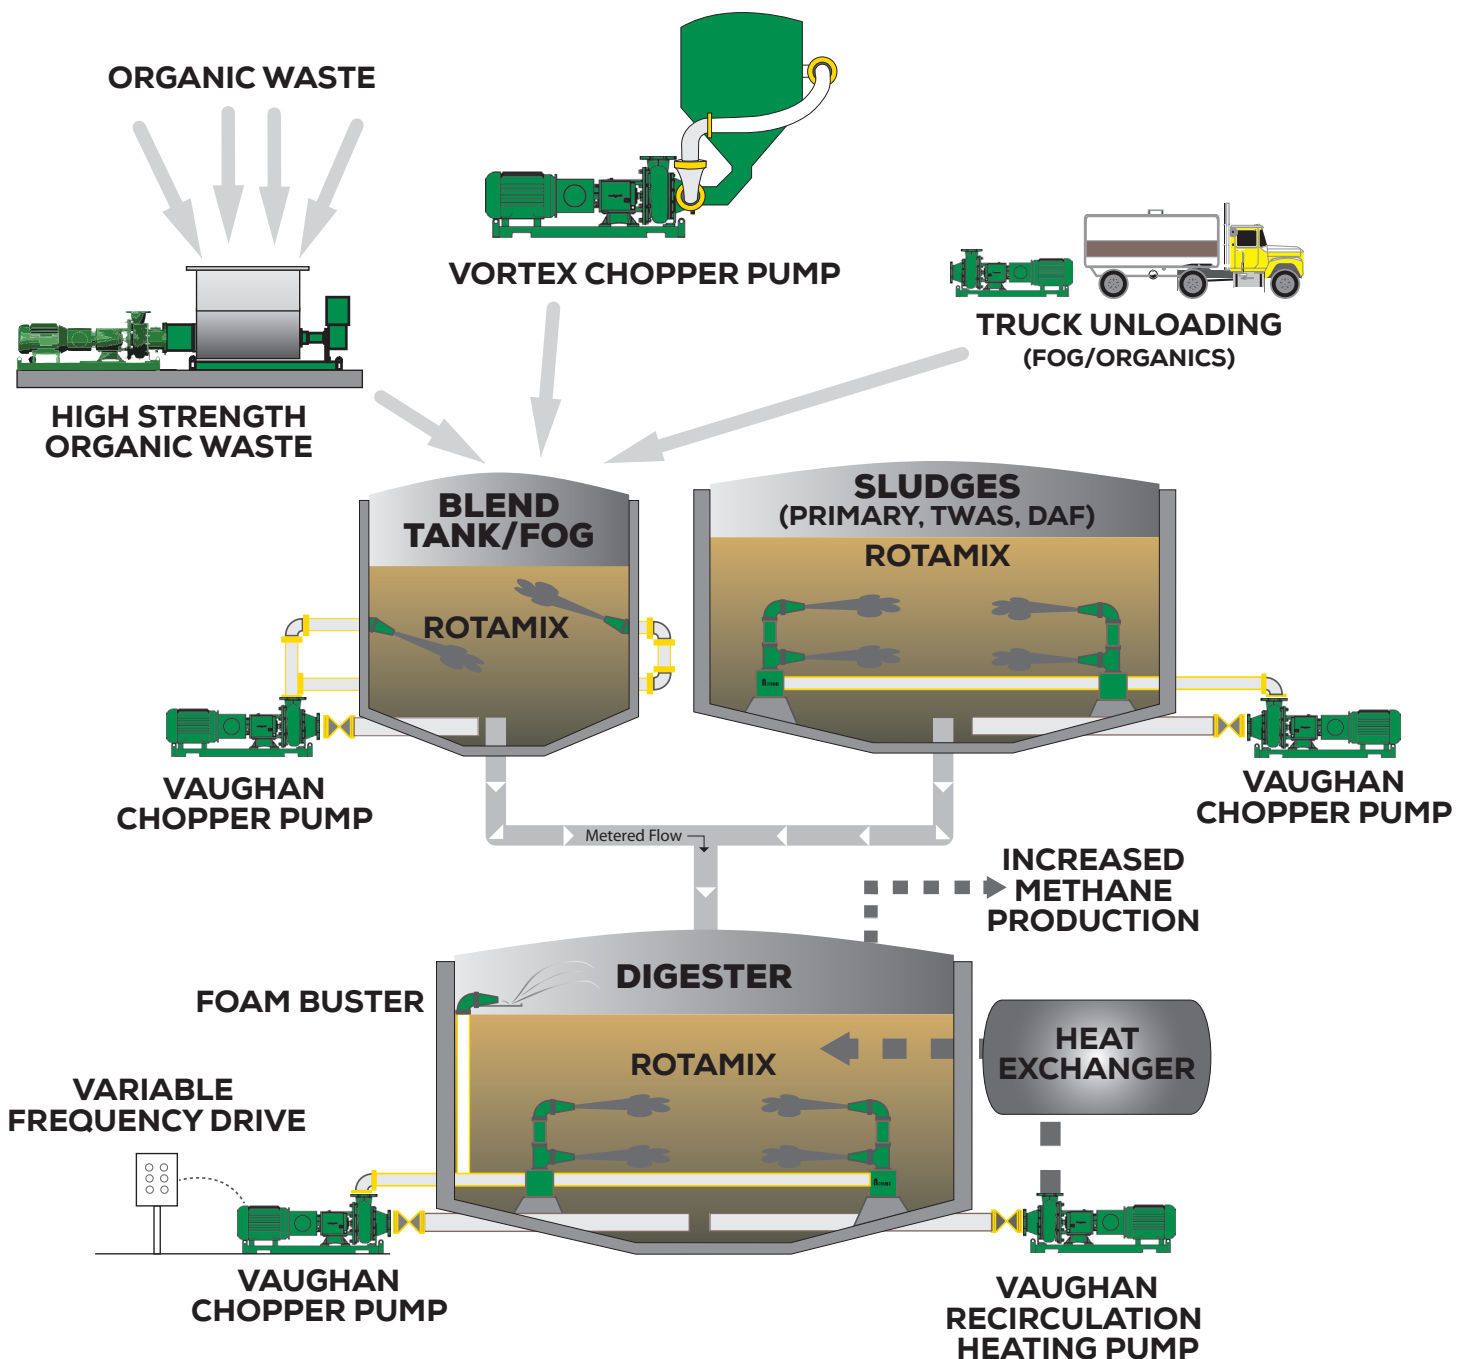 ORGANIC WASTE
VORTEX CHOPPER PUMP
TRUCK UNLOADING
(FOG/ORGANICS)
HIGH STRENGTH
ORGANIC WASTE
BLEND
TANK/FOG
ROTAMIX
SLUDGES
(PRIMARY, TWAS, DAF)
ROTAMIX
VAUGHAN
CHOPPER PUMP
VAUGHAN
CHOPPER PUMP
Metered Flow
INCREASED
METHANE
PRODUCTION
DIGESTER
FOAM BUSTER
ROTAMIX
HEAT
EXCHANGER
VARIABLE
FREQUENCY DRIVE
VAUGHAN
CHOPPER PUMP
VAUGHAN
RECIRCULATION
HEATING PUMP